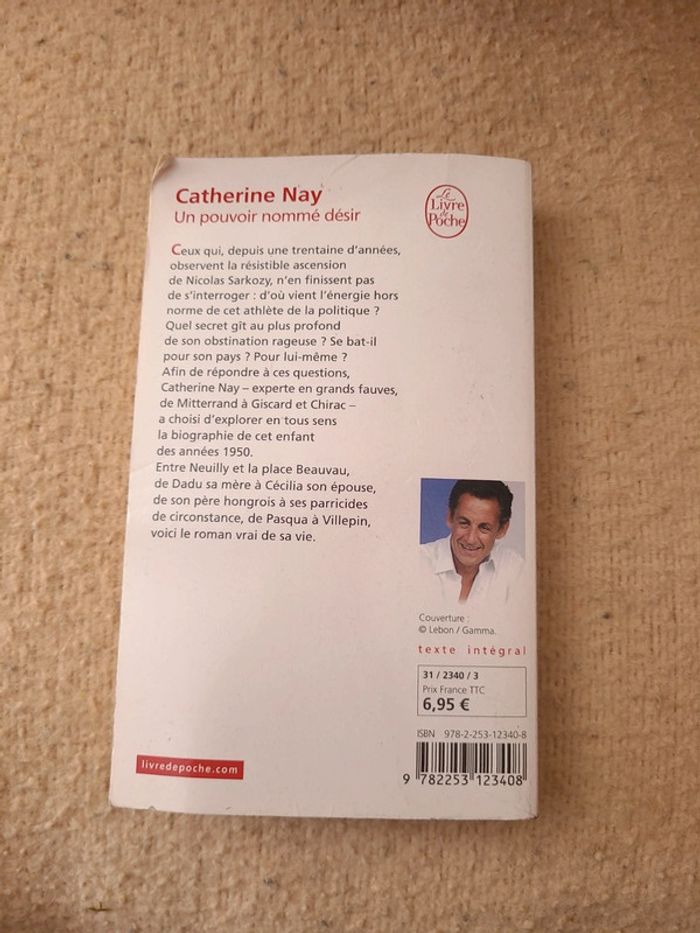 Catherine Nay
Un pouvoir nommé désir
Le
Livre
de
Poche
Ceux qui, depuis une trentaine d'années,
observent la résistible ascension
de Nicolas Sarkozy, n'en finissent pas
de s'interroger : d'où vient l'énergie hors
norme de cet athlète de la politique ?
Quel secret gît au plus profond
de son obstination rageuse ? Se bat-il
pour son pays ? Pour lui-même ?
Afin de répondre à ces questions,
Catherine Nay – experte en grands fauves,
de Mitterrand à Giscard et Chirac –
a choisi d'explorer en tous sens
la biographie de cet enfant
des années 1950.
Entre Neuilly et la place Beauvau,
de Dadu sa mère à Cécilia son épouse,
de son père hongrois à ses parricides
de circonstance, de Pasqua à Villepin,
voici le roman vrai de sa vie.
Couverture :
© Lebon / Gamma.
texte intégral
31 / 2340 / 3
Prix France TTC
6,95 €
ISBN 978-2-253-12340-8
9 782253 123408
livredepoche.com